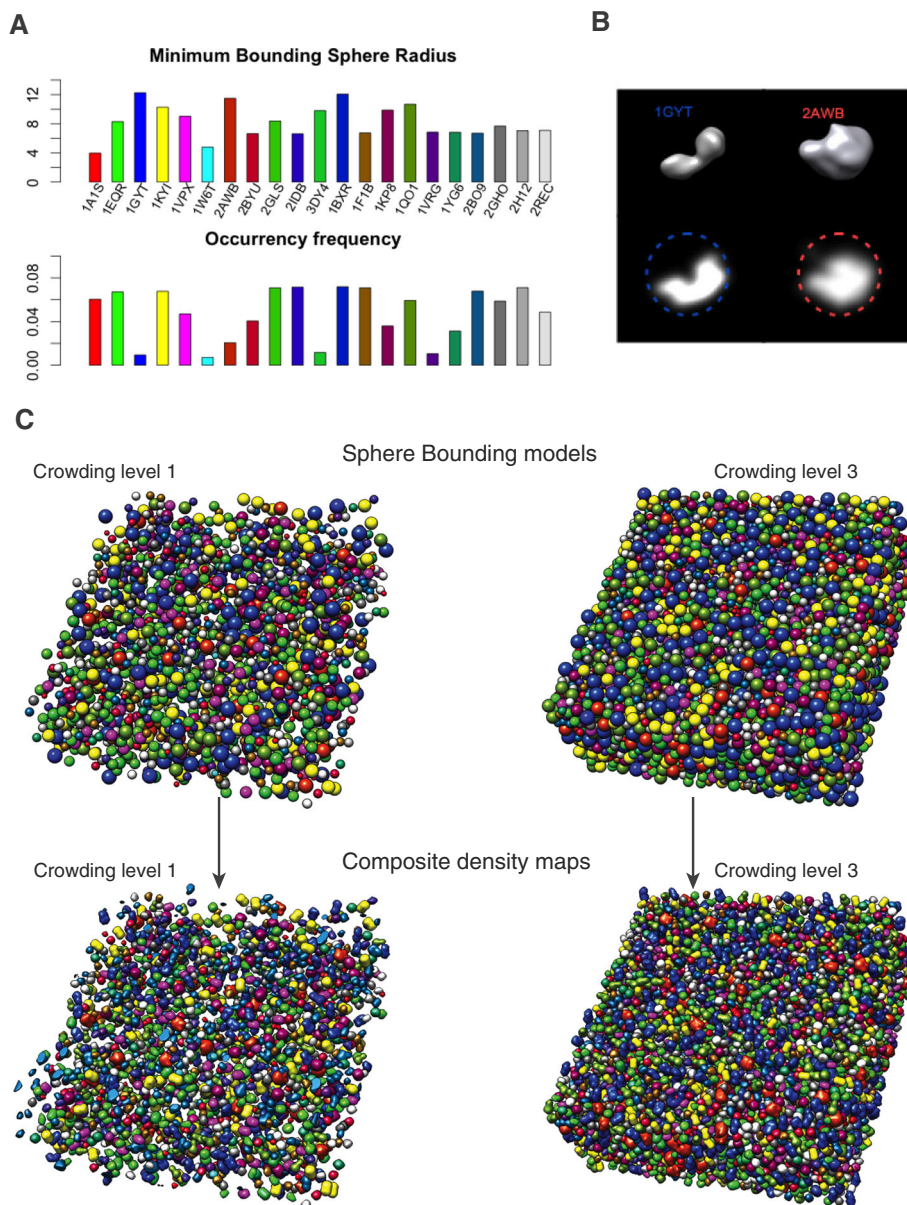 A
Minimum Bounding Sphere Radius
12
8
4
0
1A1S 1EQR 1GYT 1KYI 1VPX 1W6T 2AWB 2BYU 2GLS 2IDB 3DY4 1BXR 1F1B 1KP8 1QO1 1VRG 1YG6 2BO9 2GHO 2H12 2REC
Occurrency frequency
0.08
0.04
0.00
B
1GYT 2AWB
C
Sphere Bounding models
Crowding level 1 Crowding level 3
Composite density maps
Crowding level 1 Crowding level 3